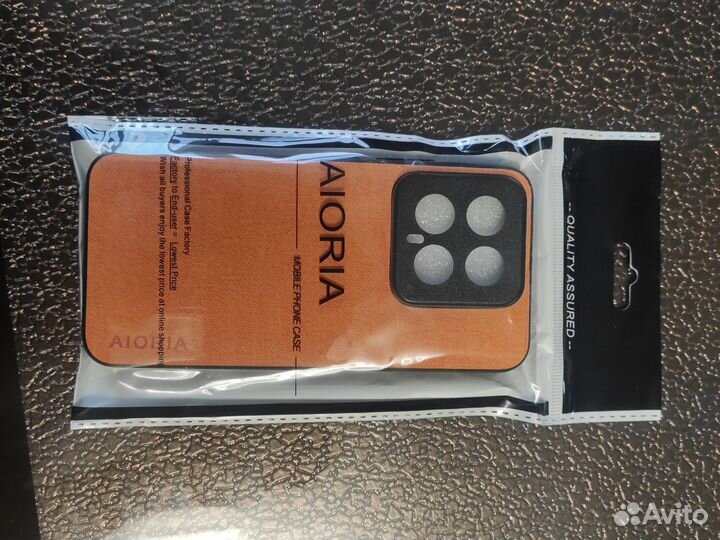 AIORIA
MOBILE PHONE CASE
Professional Case Factory
Factory to End-user = Lowest Price
Wish all buyers enjoy the lowest price at online shopping
AIORIA
-- QUALITY ASSURED --
Avito